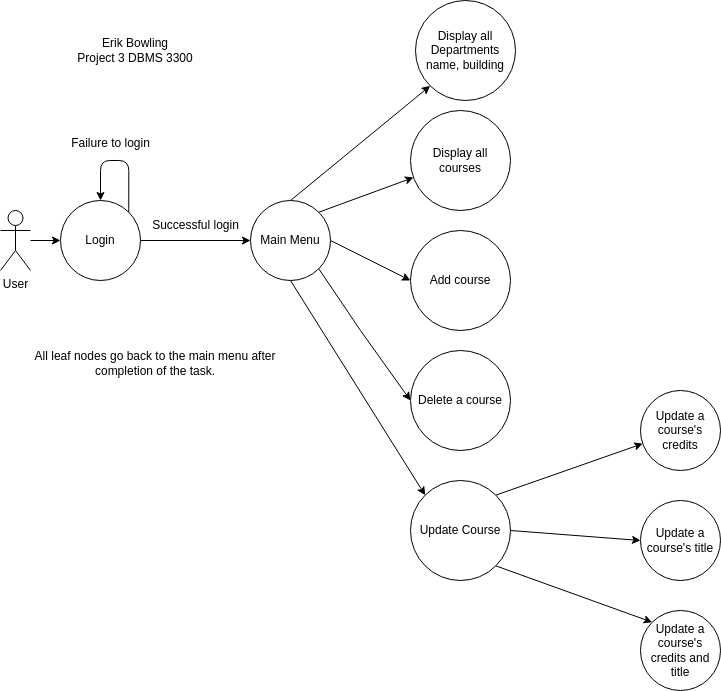 Erik Bowling
Project 3 DBMS 3300
Display all
Departments
name, building
Failure to login
Display all
courses
Successful login
Login
Main Menu
User
Add course
All leaf nodes go back to the main menu after
completion of the task.
Delete a course
Update a
course's
credits
Update Course
Update a
course's title
Update a
course's
credits and
title